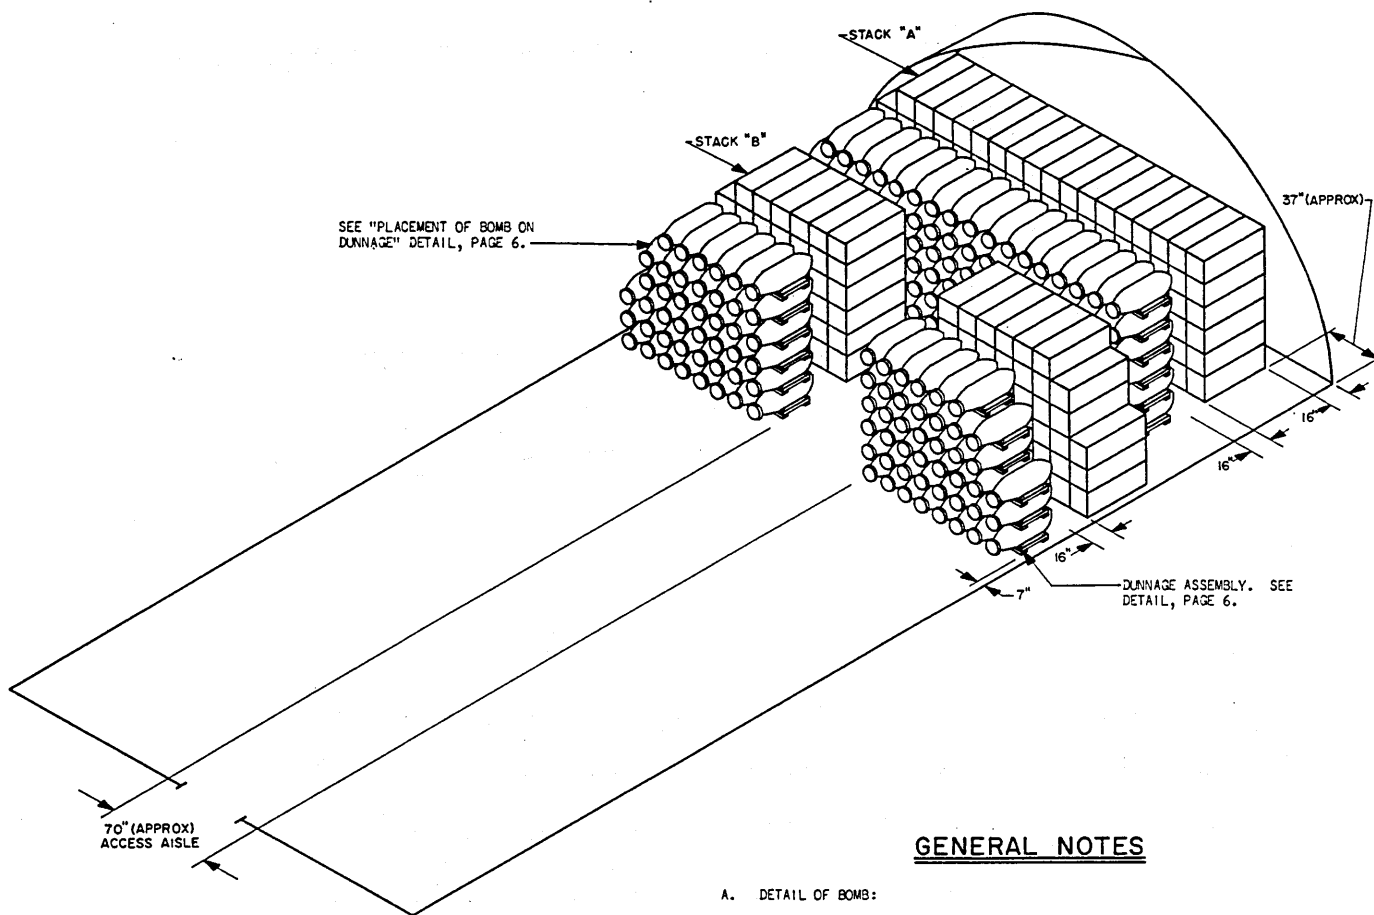 STACK "A"
STACK "B"
SEE "PLACEMENT OF BOMB ON
DUNNAGE" DETAIL, PAGE 6.
37" (APPROX)
16"
16"
16"
7"
DUNNAGE ASSEMBLY. SEE
DETAIL, PAGE 6.
70" (APPROX)
ACCESS AISLE
GENERAL NOTES
A. DETAIL OF BOMB: